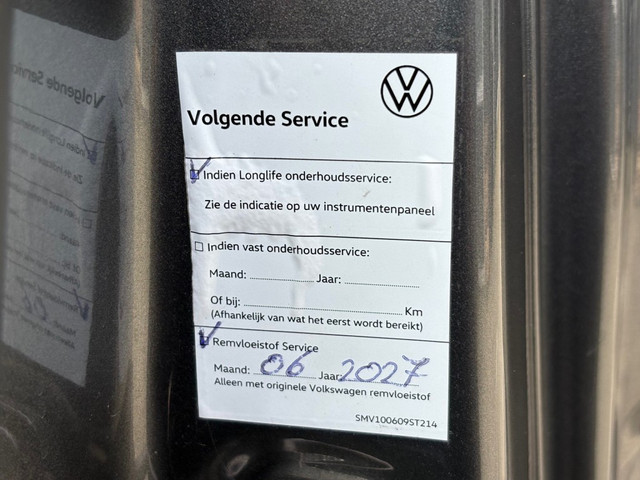 Volgende Service
Indien Longlife onderhoudsservice:
Zie de indicatie op uw instrumentenpaneel
Indien vast onderhoudsservice:
Maand: Jaar:
Of bij: Km
(Afhankelijk van wat het eerst wordt bereikt)
Remvloeistof Service
Maand: 06 Jaar: 2027
Alleen met originele Volkswagen remvloeistof
SMV100609ST214